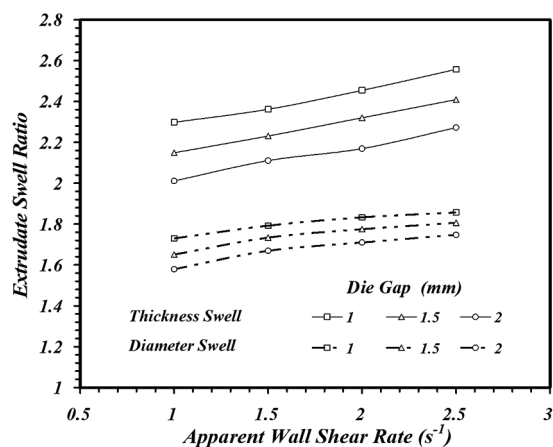 2.8
2.6
2.4
2.2
2
1.8
1.6
1.4
1.2
1
Extrudate Swell Ratio
Die Gap (mm)
Thickness Swell 1 1.5 2
Diameter Swell 1 1.5 2
0.5 1 1.5 2 2.5 3
Apparent Wall Shear Rate (s⁻¹)